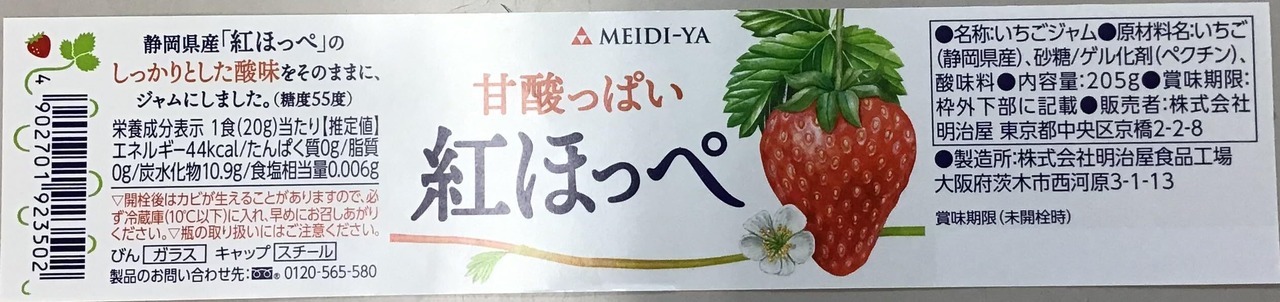 4 902701 923502
静岡県産「紅ほっぺ」の
しっかりとした酸味をそのままに、
ジャムにしました。(糖度55度)
栄養成分表示 1食(20g)当たり【推定値】
エネルギー44kcal/たんぱく質0g/脂質
0g/炭水化物10.9g/食塩相当量0.006g
▽開栓後はカビが生えることがありますので、必
ず冷蔵庫(10℃以下)に入れ、早めにお召しあがり
ください。▽瓶の取り扱いにはご注意ください。
びん ガラス キャップ スチール
製品のお問い合わせ先: 0120-565-580
MEIDI-YA
甘酸っぱい
紅ほっぺ
●名称:いちごジャム●原材料名:いちご
(静岡県産)、砂糖/ゲル化剤(ペクチン)、
酸味料●内容量:205g●賞味期限:
枠外下部に記載●販売者:株式会社
明治屋 東京都中央区京橋2-2-8
●製造所:株式会社明治屋食品工場
大阪府茨木市西河原3-1-13
賞味期限(未開栓時)